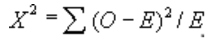 X² = ∑ (O – E)² / E